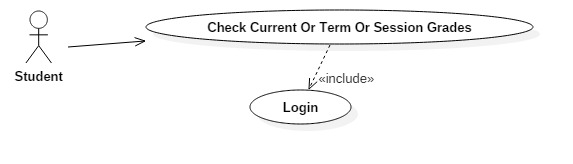 Check Current Or Term Or Session Grades
Student
«include»
Login